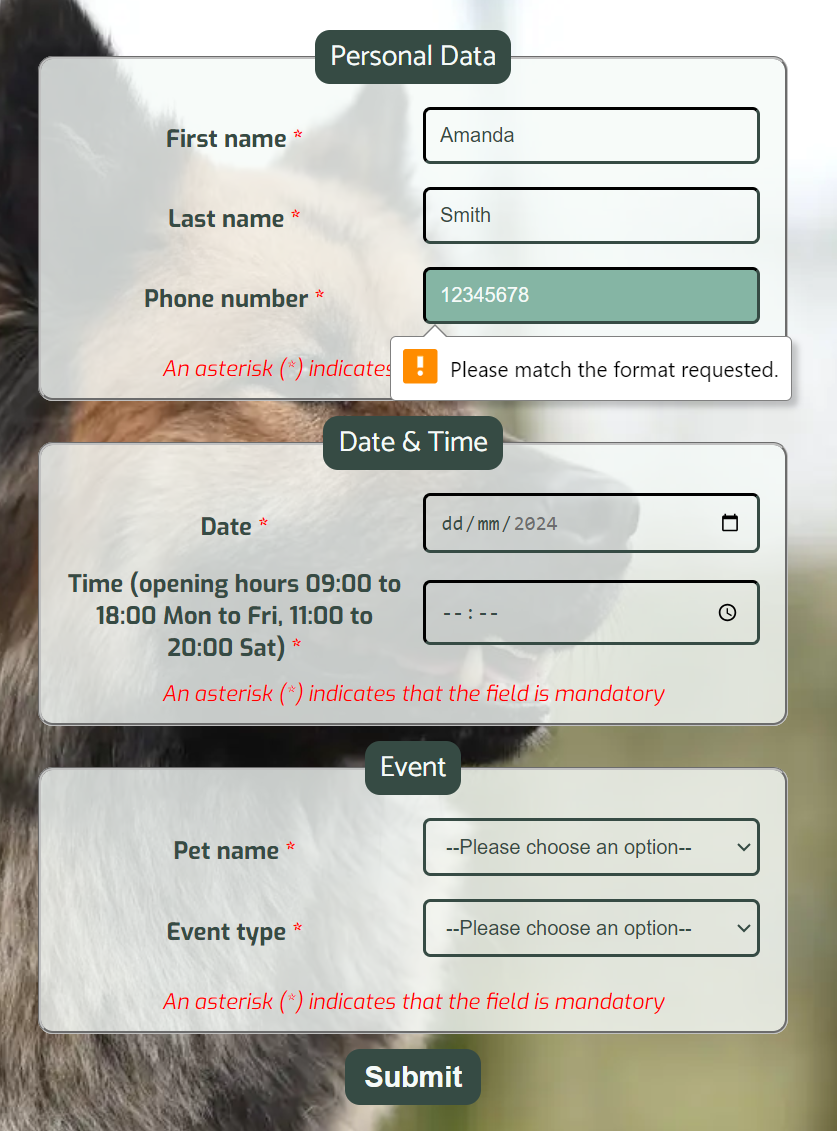 Personal Data
First name *
Amanda
Last name *
Smith
Phone number *
12345678
An asterisk (*) indicates
Please match the format requested.
Date & Time
Date *
dd/mm/2024
Time (opening hours 09:00 to
18:00 Mon to Fri, 11:00 to
20:00 Sat) *
--:--
An asterisk (*) indicates that the field is mandatory
Event
Pet name *
--Please choose an option--
Event type *
--Please choose an option--
An asterisk (*) indicates that the field is mandatory
Submit